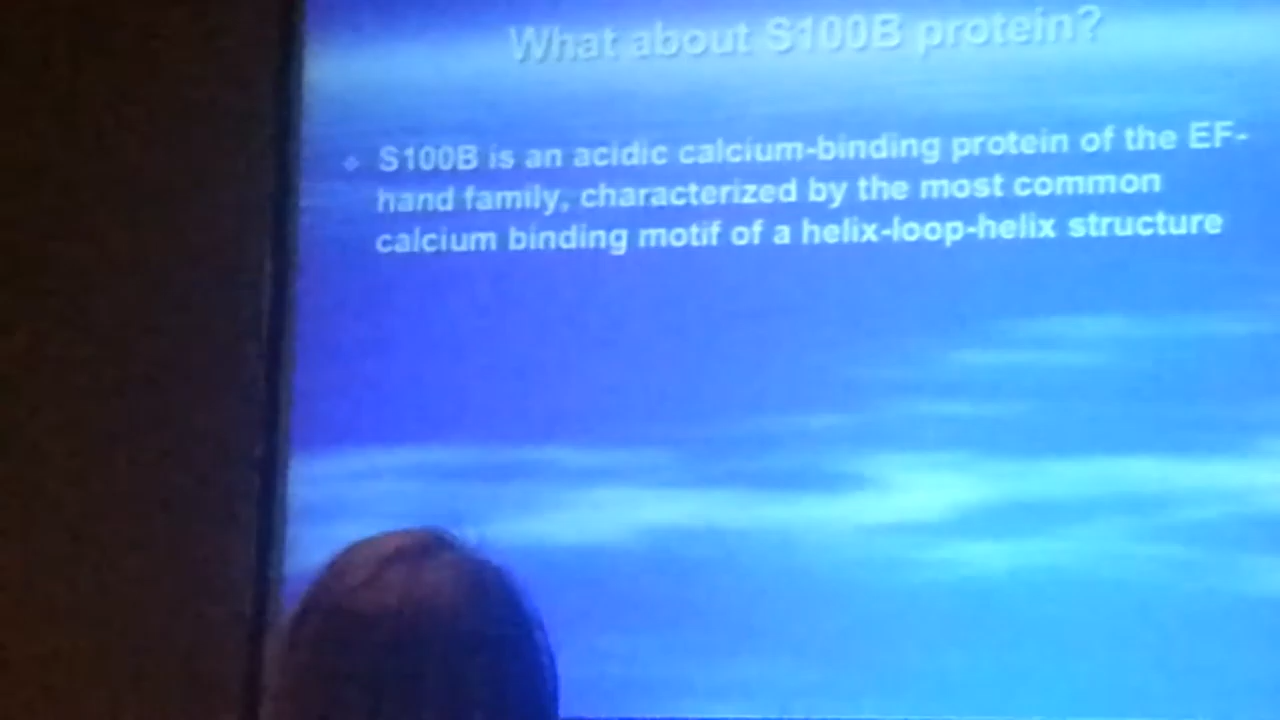 What about S100B protein?
S100B is an acidic calcium-binding protein of the EF-
hand family, characterized by the most common
calcium binding motif of a helix-loop-helix structure